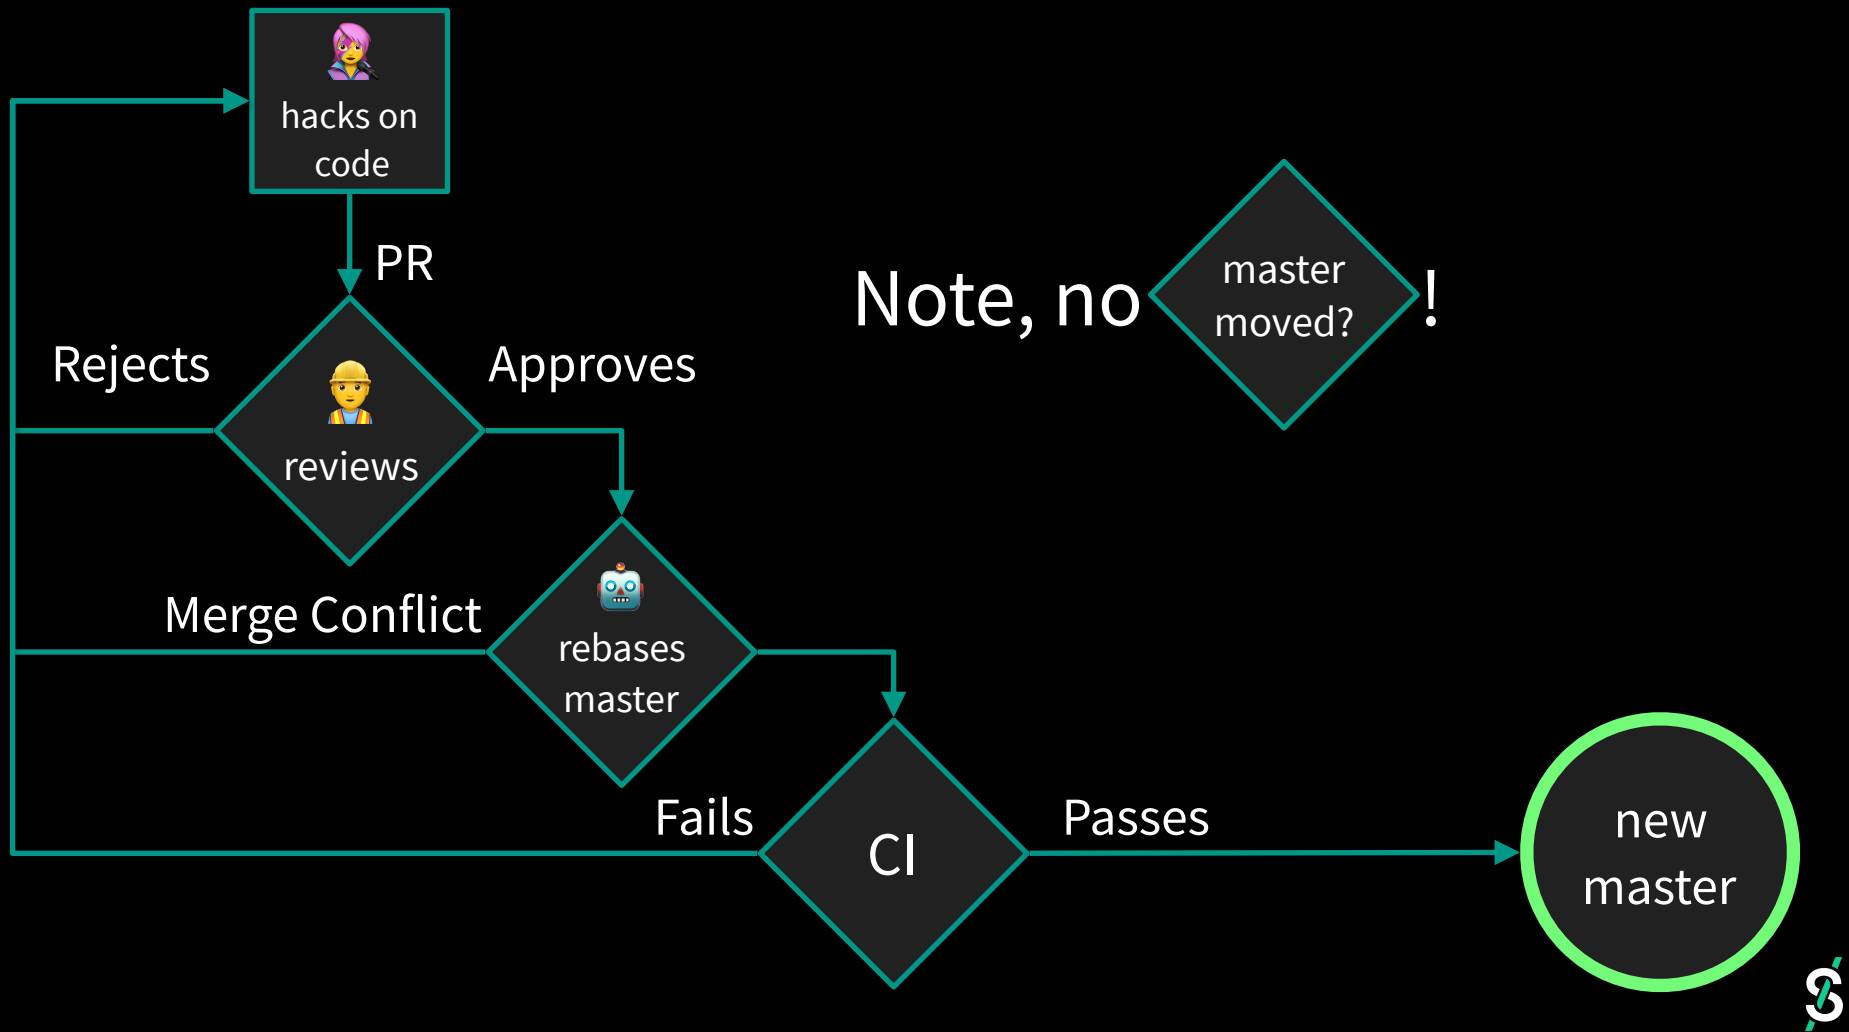 hacks on
code
PR
Rejects
Approves
reviews
Note, no
master
moved?
!
Merge Conflict
rebases
master
Fails
CI
Passes
new
master